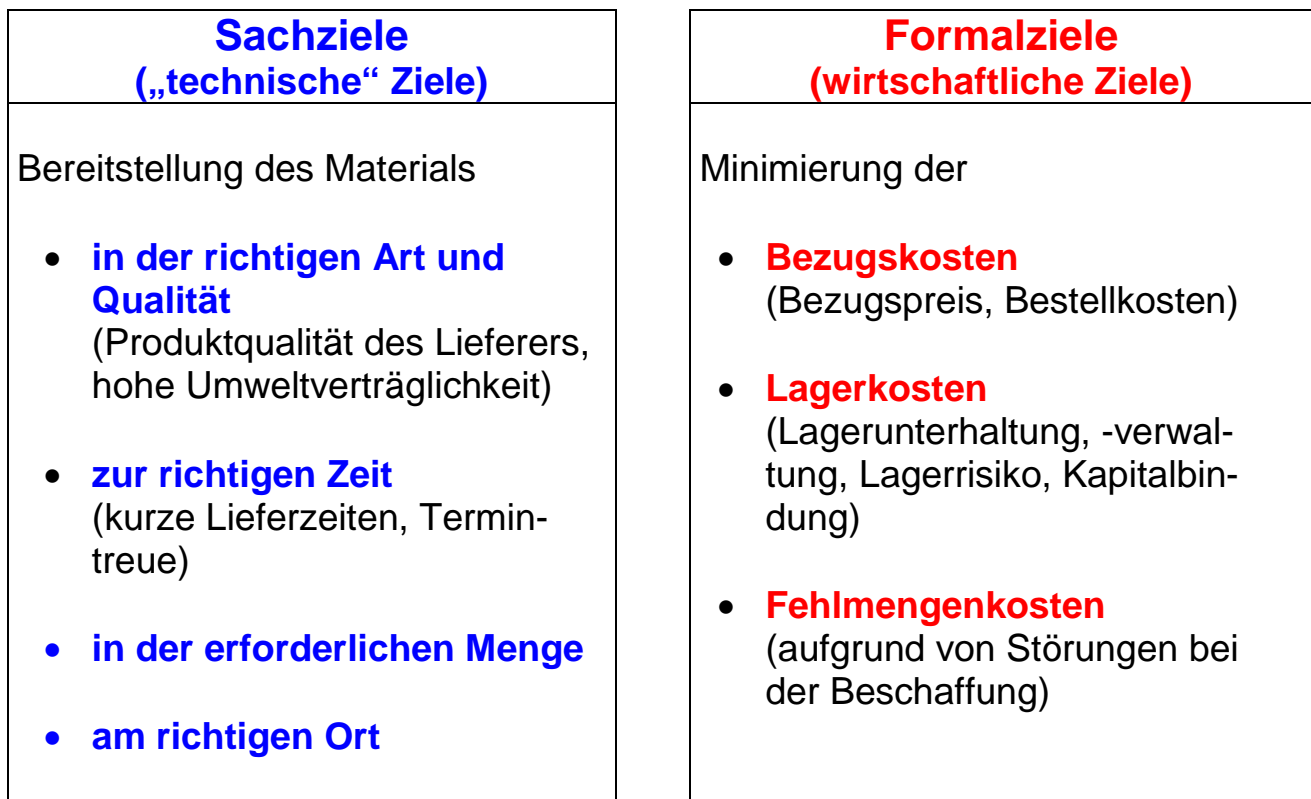 Sachziele
(„technische“ Ziele)
Bereitstellung des Materials
• in der richtigen Art und
Qualität
(Produktqualität des Lieferers,
hohe Umweltverträglichkeit)
• zur richtigen Zeit
(kurze Lieferzeiten, Termin-
treue)
• in der erforderlichen Menge
• am richtigen Ort
Formalziele
(wirtschaftliche Ziele)
Minimierung der
• Bezugskosten
(Bezugspreis, Bestellkosten)
• Lagerkosten
(Lagerunterhaltung, -verwal-
tung, Lagerrisiko, Kapitalbin-
dung)
• Fehlmengenkosten
(aufgrund von Störungen bei
der Beschaffung)